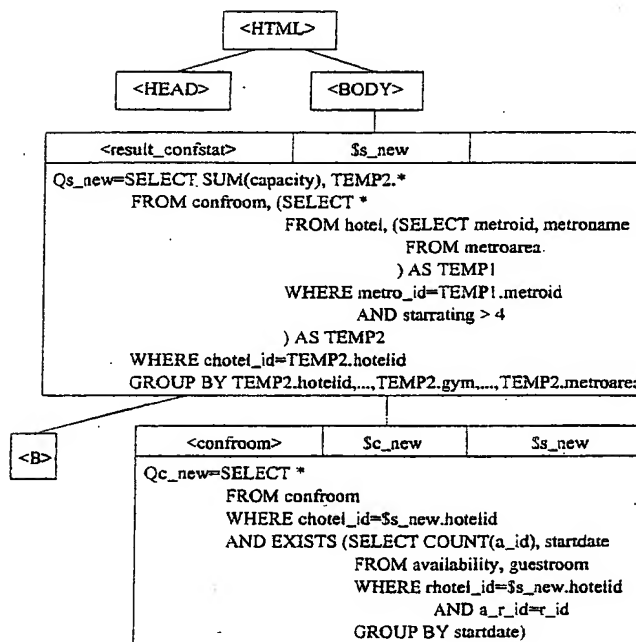 <HTML>
<HEAD>
<BODY>
<result_confstat> $s_new
Qs_new=SELECT SUM(capacity), TEMP2.*
FROM confroom, (SELECT *
FROM hotel, (SELECT metroid, metroname
FROM metroarea
) AS TEMP1
WHERE metro_id=TEMP1.metroid
AND starrating > 4
) AS TEMP2
WHERE chotel_id=TEMP2.hotelid
GROUP BY TEMP2.hotelid,...,TEMP2.gym,...,TEMP2.metroarea
<B>
<confroom> $c_new $s_new
Qc_new=SELECT *
FROM confroom
WHERE chotel_id=$s_new.hotelid
AND EXISTS (SELECT COUNT(a_id), startdate
FROM availability, guestroom
WHERE rhotel_id=$s_new.hotelid
AND a_r_id=r_id
GROUP BY startdate)